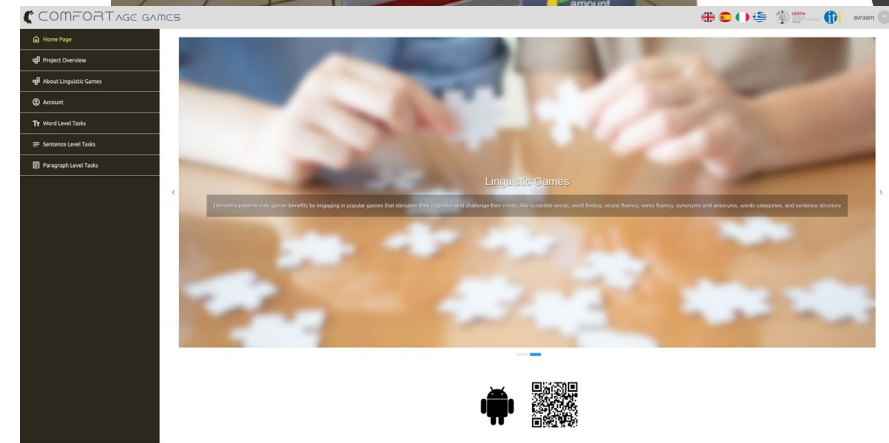 amount
COMFORT AGE GAMES
CERTH
iti
avraam
Home Page
Project Overview
About Linguistic Games
Account
Word Level Tasks
Sentence Level Tasks
Paragraph Level Tasks
Linguistic Games
Dementia patients may garner benefits by engaging in popular games that stimulate their cognition and challenge their minds, like scramble words, word finding, nouns fluency, verbs fluency, synonyms and antonyms, words categories, and sentence structure